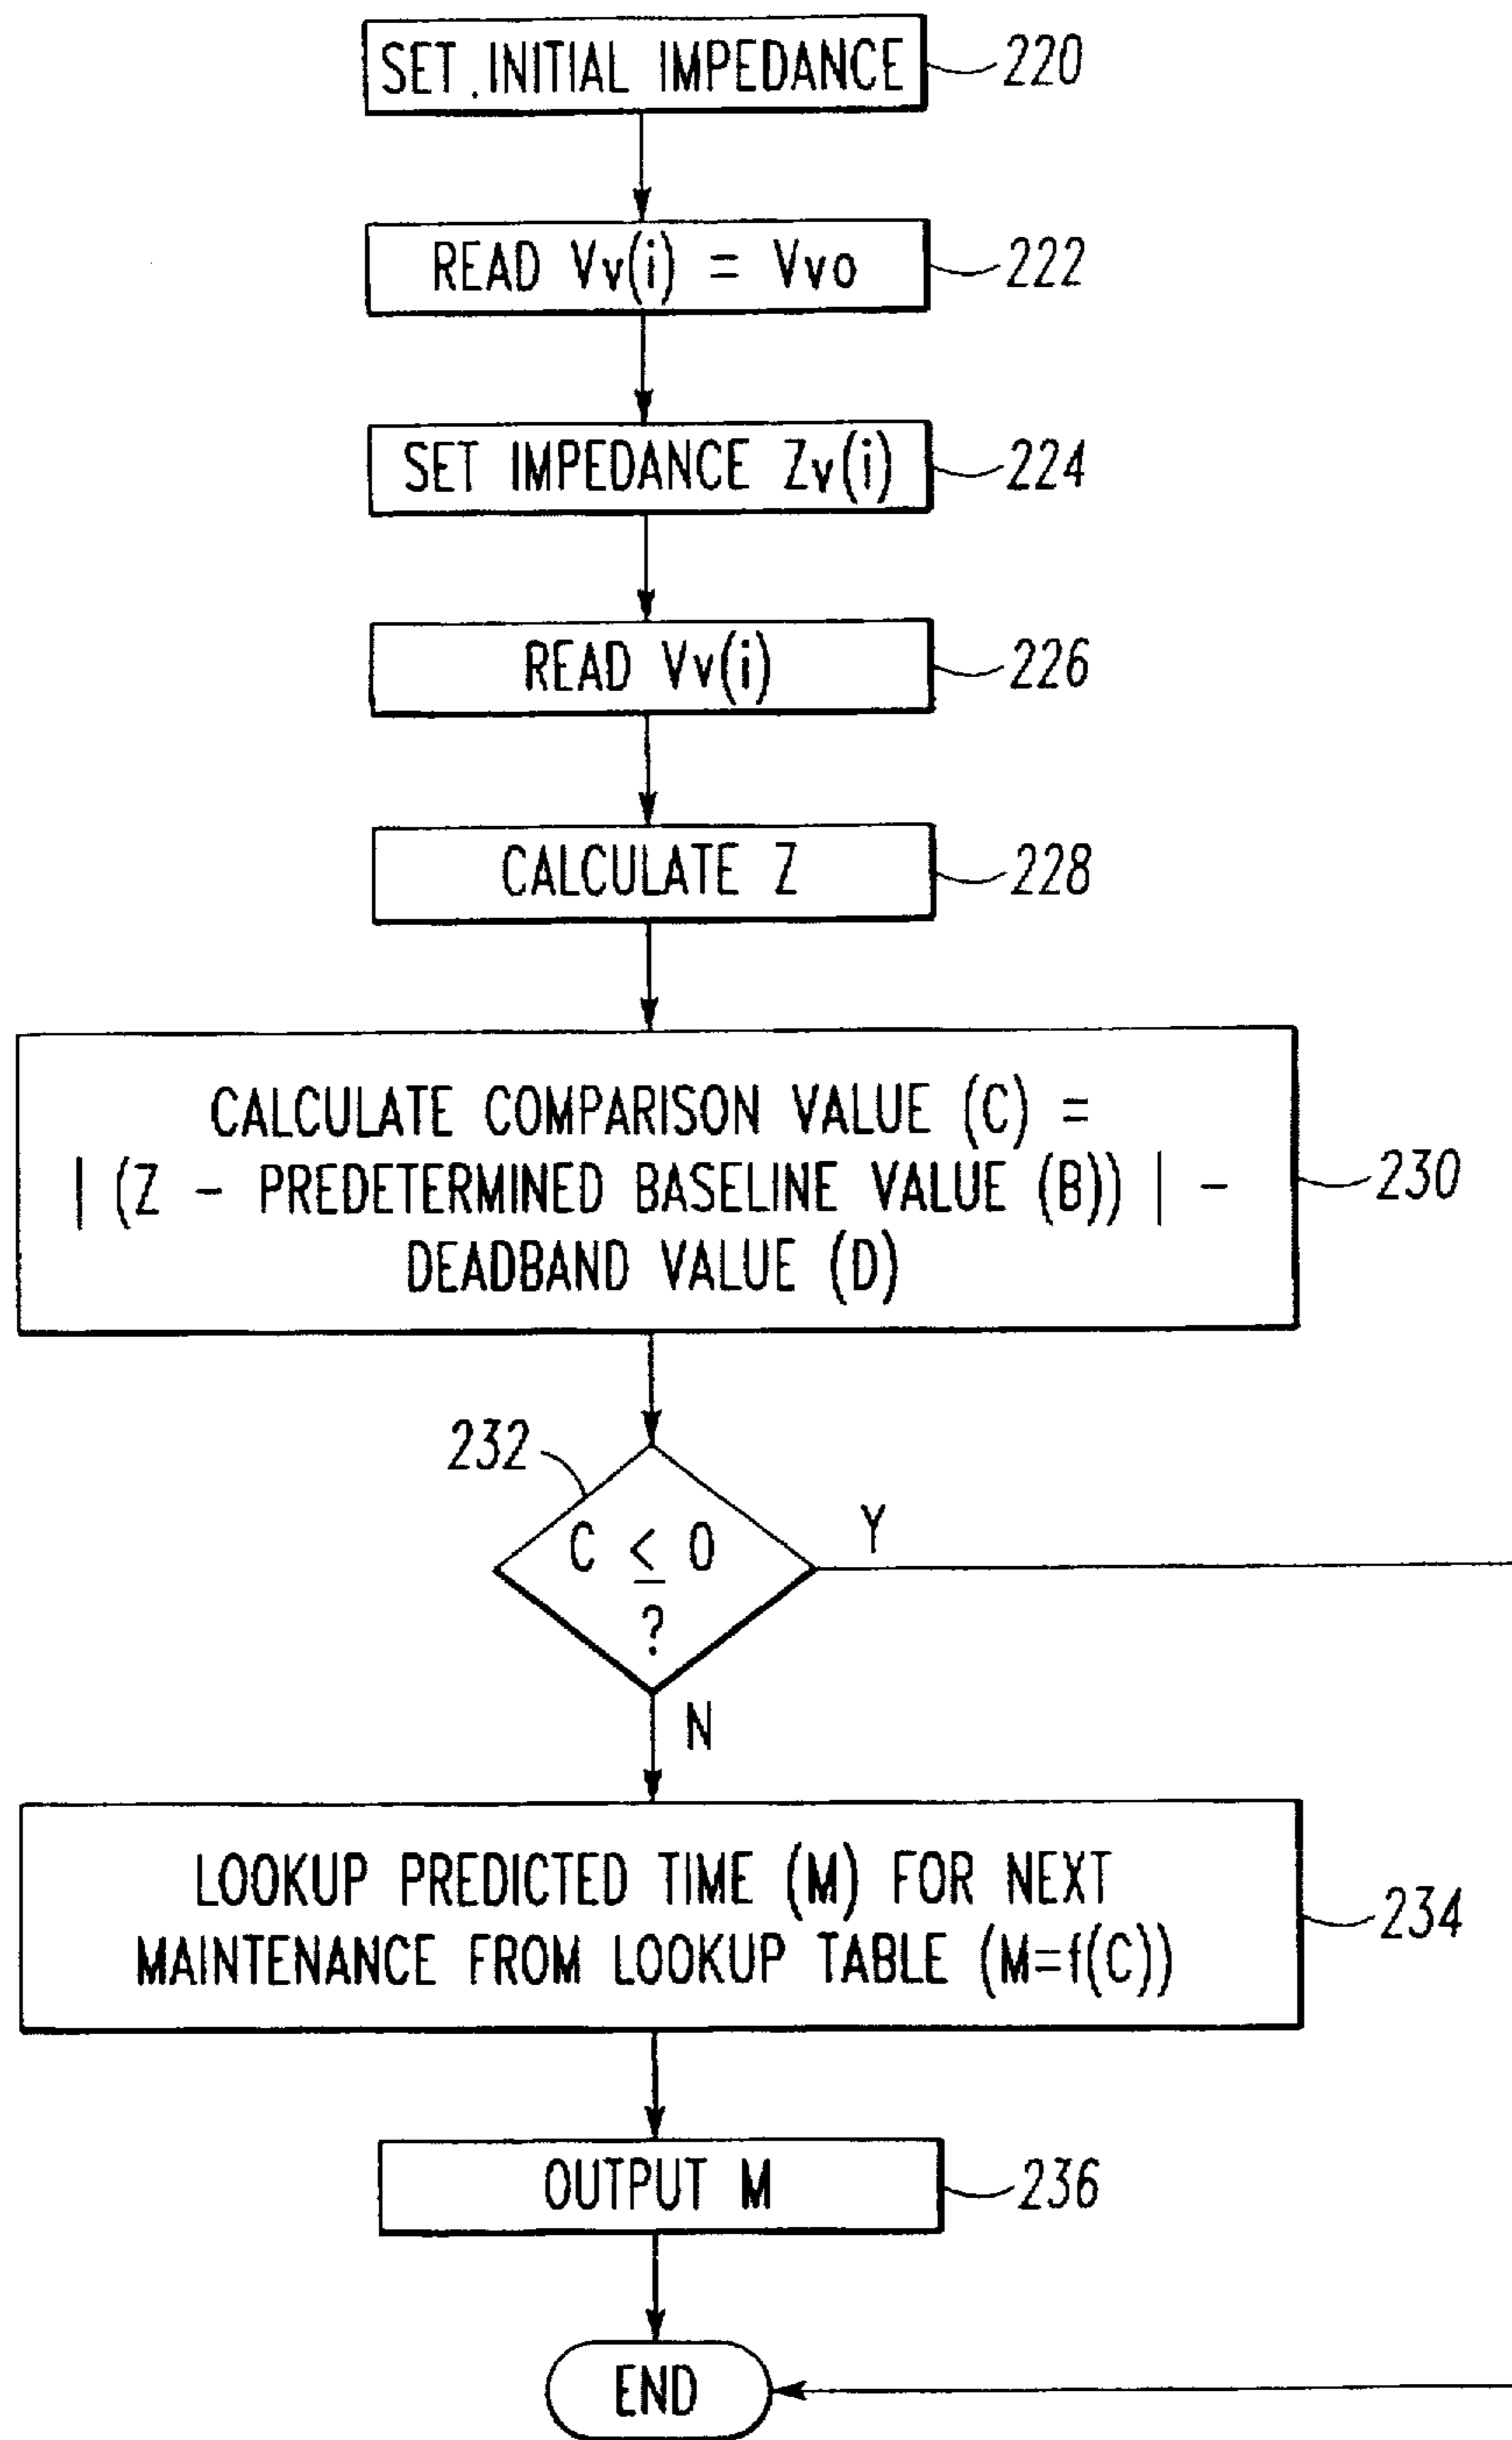 SET.INITIAL IMPEDANCE 220
READ Vv(i) = Vvo 222
SET IMPEDANCE Zv(i) 224
READ Vv(i) 226
CALCULATE Z 228
CALCULATE COMPARISON VALUE (C) =
| (Z - PREDETERMINED BASELINE VALUE (B)) | - 230
DEADBAND VALUE (D)
232
C ≤ 0 Y
?
N
LOOKUP PREDICTED TIME (M) FOR NEXT
MAINTENANCE FROM LOOKUP TABLE (M=f(C)) 234
OUTPUT M 236
END